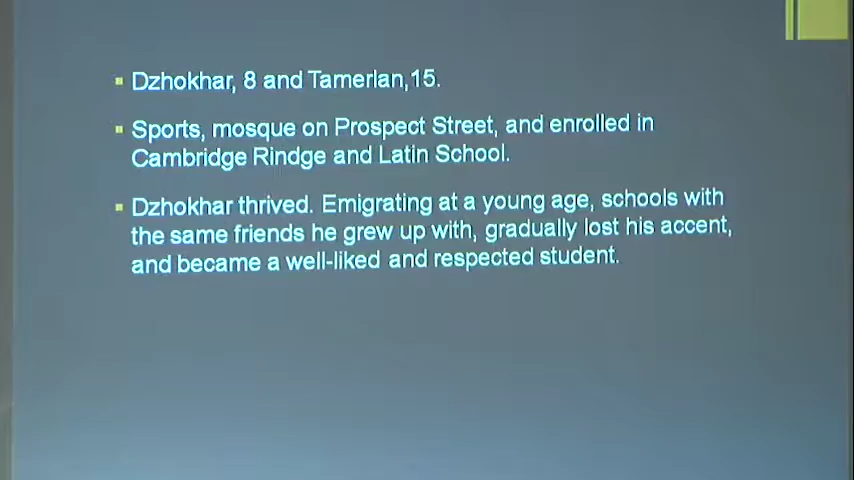 Dzhokhar, 8 and Tamerlan,15.
Sports, mosque on Prospect Street, and enrolled in
Cambridge Rindge and Latin School.
Dzhokhar thrived. Emigrating at a young age, schools with
the same friends he grew up with, gradually lost his accent,
and became a well-liked and respected student.